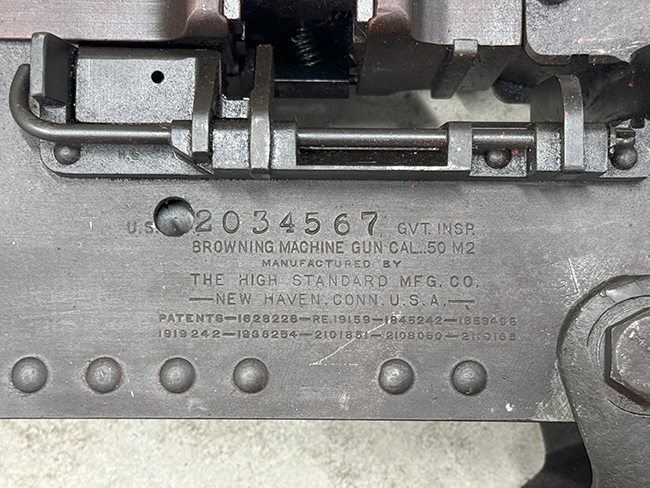 U.S. 2034567 GVT. INSP.
BROWNING MACHINE GUN CAL. .50 M2
MANUFACTURED BY
THE HIGH STANDARD MFG. CO.
—NEW HAVEN, CONN. U.S.A.—
PATENTS—1628226—RE.19159—1845242—
1919242—1936254—2101851—2108060—